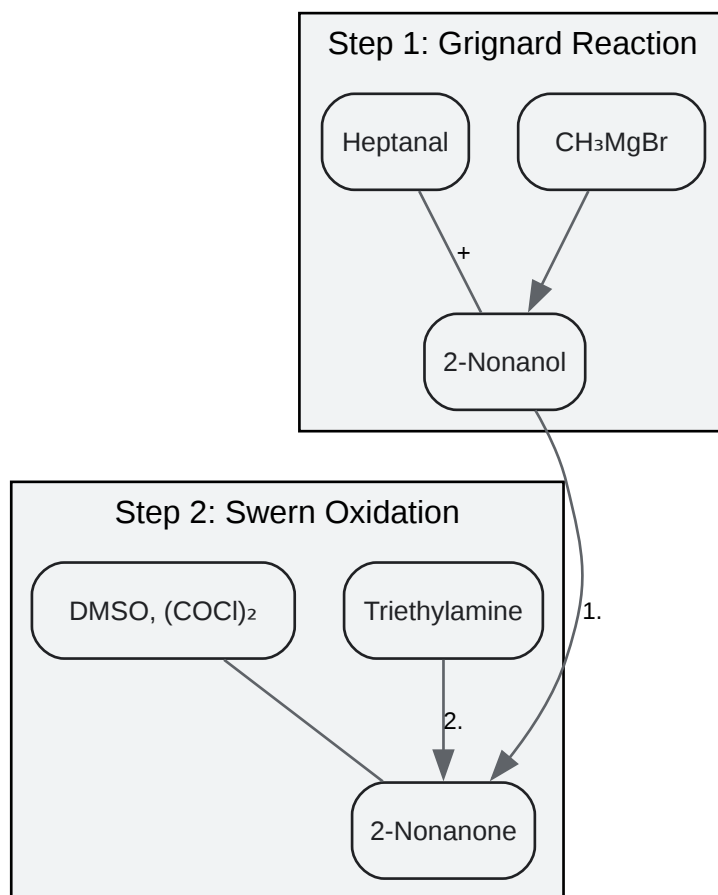 Step 1: Grignard Reaction
Heptanal
CH₃MgBr
+
2-Nonanol
Step 2: Swern Oxidation
DMSO, (COCl)₂
Triethylamine
1.
2.
2-Nonanone